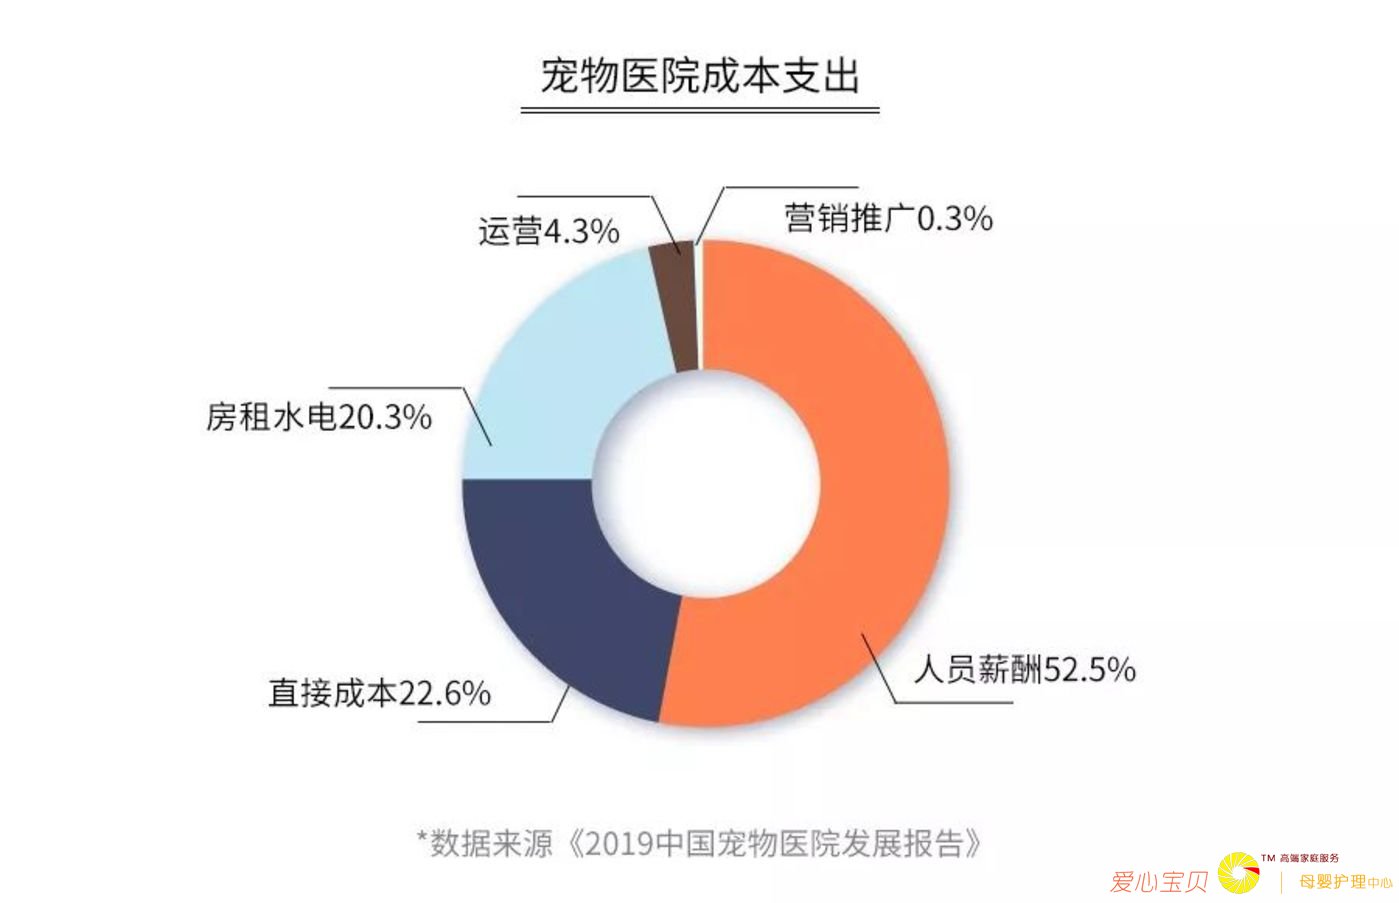 宠物医院成本支出
营销推广0.3%
运营4.3%
房租水电20.3%
人员薪酬52.5%
直接成本22.6%
*数据来源《2019中国宠物医院发展报告》
爱心宝贝 TM 高端家庭服务
母婴护理中心